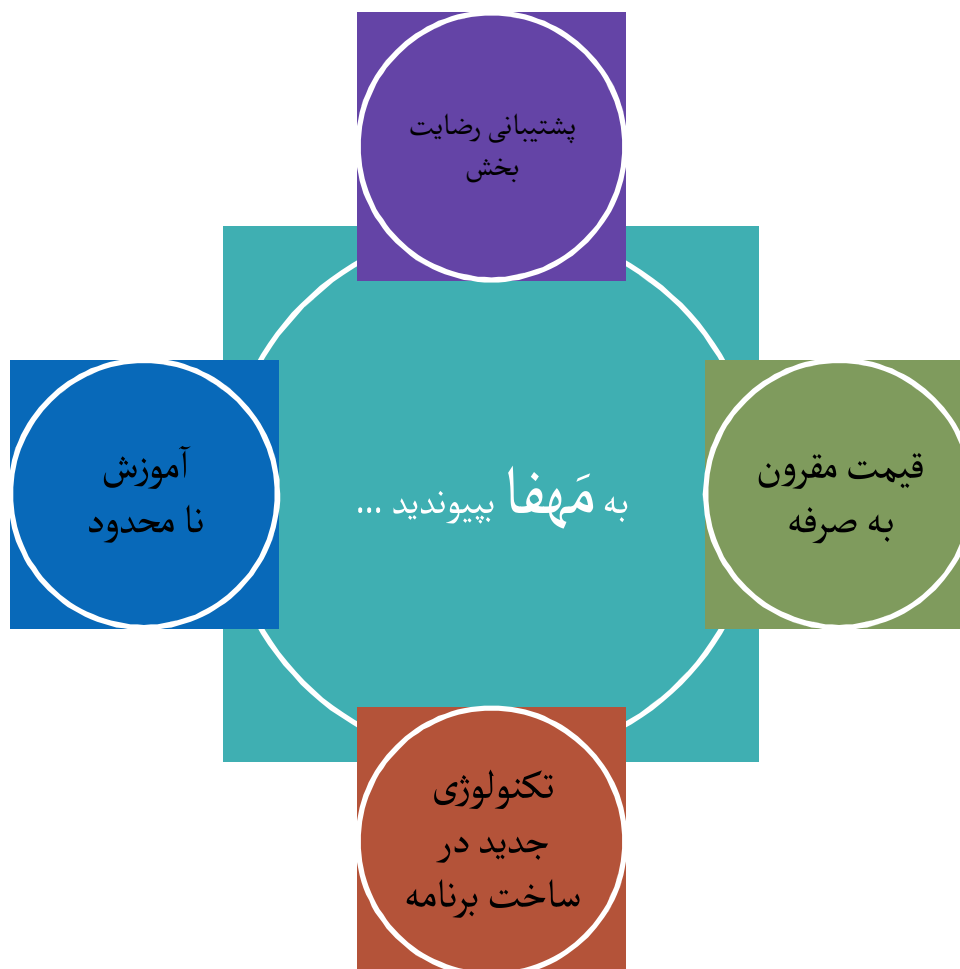 پشتیبانی رضایت
بخش
قیمت مقرون
به صرفه
به مَهفا بپیوندید ...
آموزش
نا محدود
تکنولوژی
جدید در
ساخت برنامه